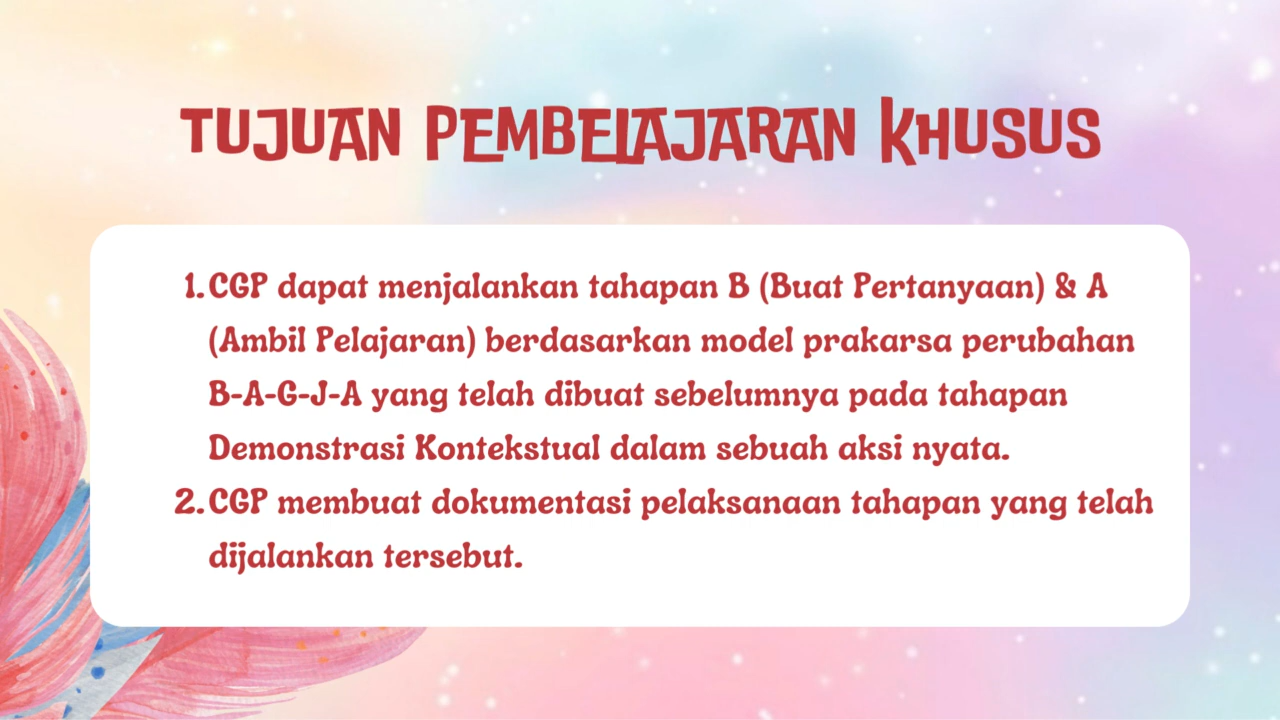 TUJUAN PEMBELAJARAN KHUSUS
1. CGP dapat menjalankan tahapan B (Buat Pertanyaan) & A
(Ambil Pelajaran) berdasarkan model prakarsa perubahan
B-A-G-J-A yang telah dibuat sebelumnya pada tahapan
Demonstrasi Kontekstual dalam sebuah aksi nyata.
2. CGP membuat dokumentasi pelaksanaan tahapan yang telah
dijalankan tersebut.